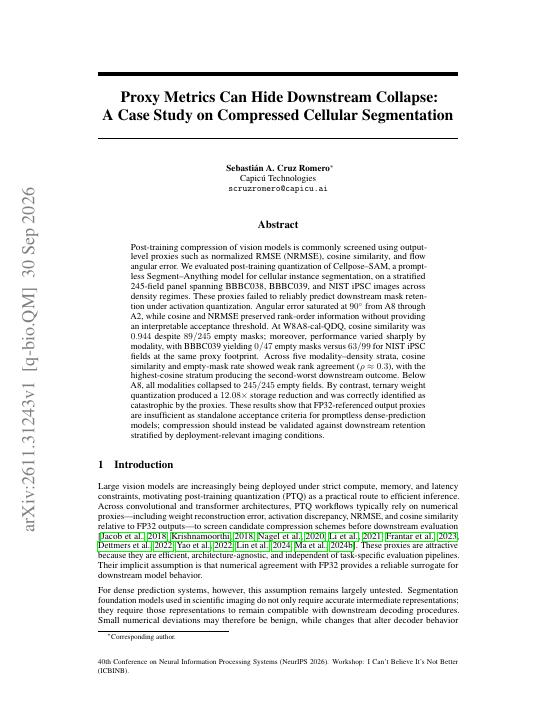 Proxy Metrics Can Hide Downstream Collapse:
A Case Study on Compressed Cellular Segmentation
Sebastián A. Cruz Romero*
Capicú Technologies
scruzromero@capicu.ai
Abstract
Post-training compression of vision models is commonly screened using output-
level proxies such as normalized RMSE (NRMSE), cosine similarity, and flow
angular error. We evaluated post-training quantization of Cellpose–SAM, a prompt-
less Segment–Anything model for cellular instance segmentation, on a stratified
245-field panel spanning BBBC038, BBBC039, and NIST iPSC images across
density regimes. These proxies failed to reliably predict downstream mask reten-
tion under activation quantization. Angular error saturated at 90° from A8 through
A2, while cosine and NRMSE preserved rank-order information without providing
an interpretable acceptance threshold. At W8A8-cal-QDQ, cosine similarity was
0.944 despite 89/245 empty masks; moreover, performance varied sharply by
modality, with BBBC039 yielding 0/47 empty masks versus 63/99 for NIST iPSC
fields at the same proxy footprint. Across five modality–density strata, cosine
similarity and empty-mask rate showed weak rank agreement (ρ ≈ 0.3), with the
highest-cosine stratum producing the second-worst downstream outcome. Below
A8, all modalities collapsed to 245/245 empty fields. By contrast, ternary weight
quantization produced a 12.08× storage reduction and was correctly identified as
catastrophic by the proxies. These results show that FP32-referenced output proxies
are insufficient as standalone acceptance criteria for promptless dense-prediction
models; compression should instead be validated against downstream retention
stratified by deployment-relevant imaging conditions.
1 Introduction
Large vision models are increasingly being deployed under strict compute, memory, and latency
constraints, motivating post-training quantization (PTQ) as a practical route to efficient inference.
Across convolutional and transformer architectures, PTQ workflows typically rely on numerical
proxies—including weight reconstruction error, activation discrepancy, NRMSE, and cosine similarity
relative to FP32 outputs—to screen candidate compression schemes before downstream evaluation
[Jacob et al., 2018, Krishnamoorthi, 2018, Nagel et al., 2020, Li et al., 2021, Frantar et al., 2023,
Dettmers et al., 2022, Yao et al., 2022, Lin et al., 2024, Ma et al., 2024b]. These proxies are attractive
because they are efficient, architecture-agnostic, and independent of task-specific evaluation pipelines.
Their implicit assumption is that numerical agreement with FP32 provides a reliable surrogate for
downstream model behavior.
For dense prediction systems, however, this assumption remains largely untested. Segmentation
foundation models used in scientific imaging do not only require accurate intermediate representations;
they require those representations to remain compatible with downstream decoding procedures.
Small numerical deviations may therefore be benign, while changes that alter decoder behavior
*Corresponding author.
40th Conference on Neural Information Processing Systems (NeurIPS 2026). Workshop: I Can't Believe It's Not Better
(ICBINB).
arXiv:2611.31243v1 [q-bio.QM] 30 Sep 2026